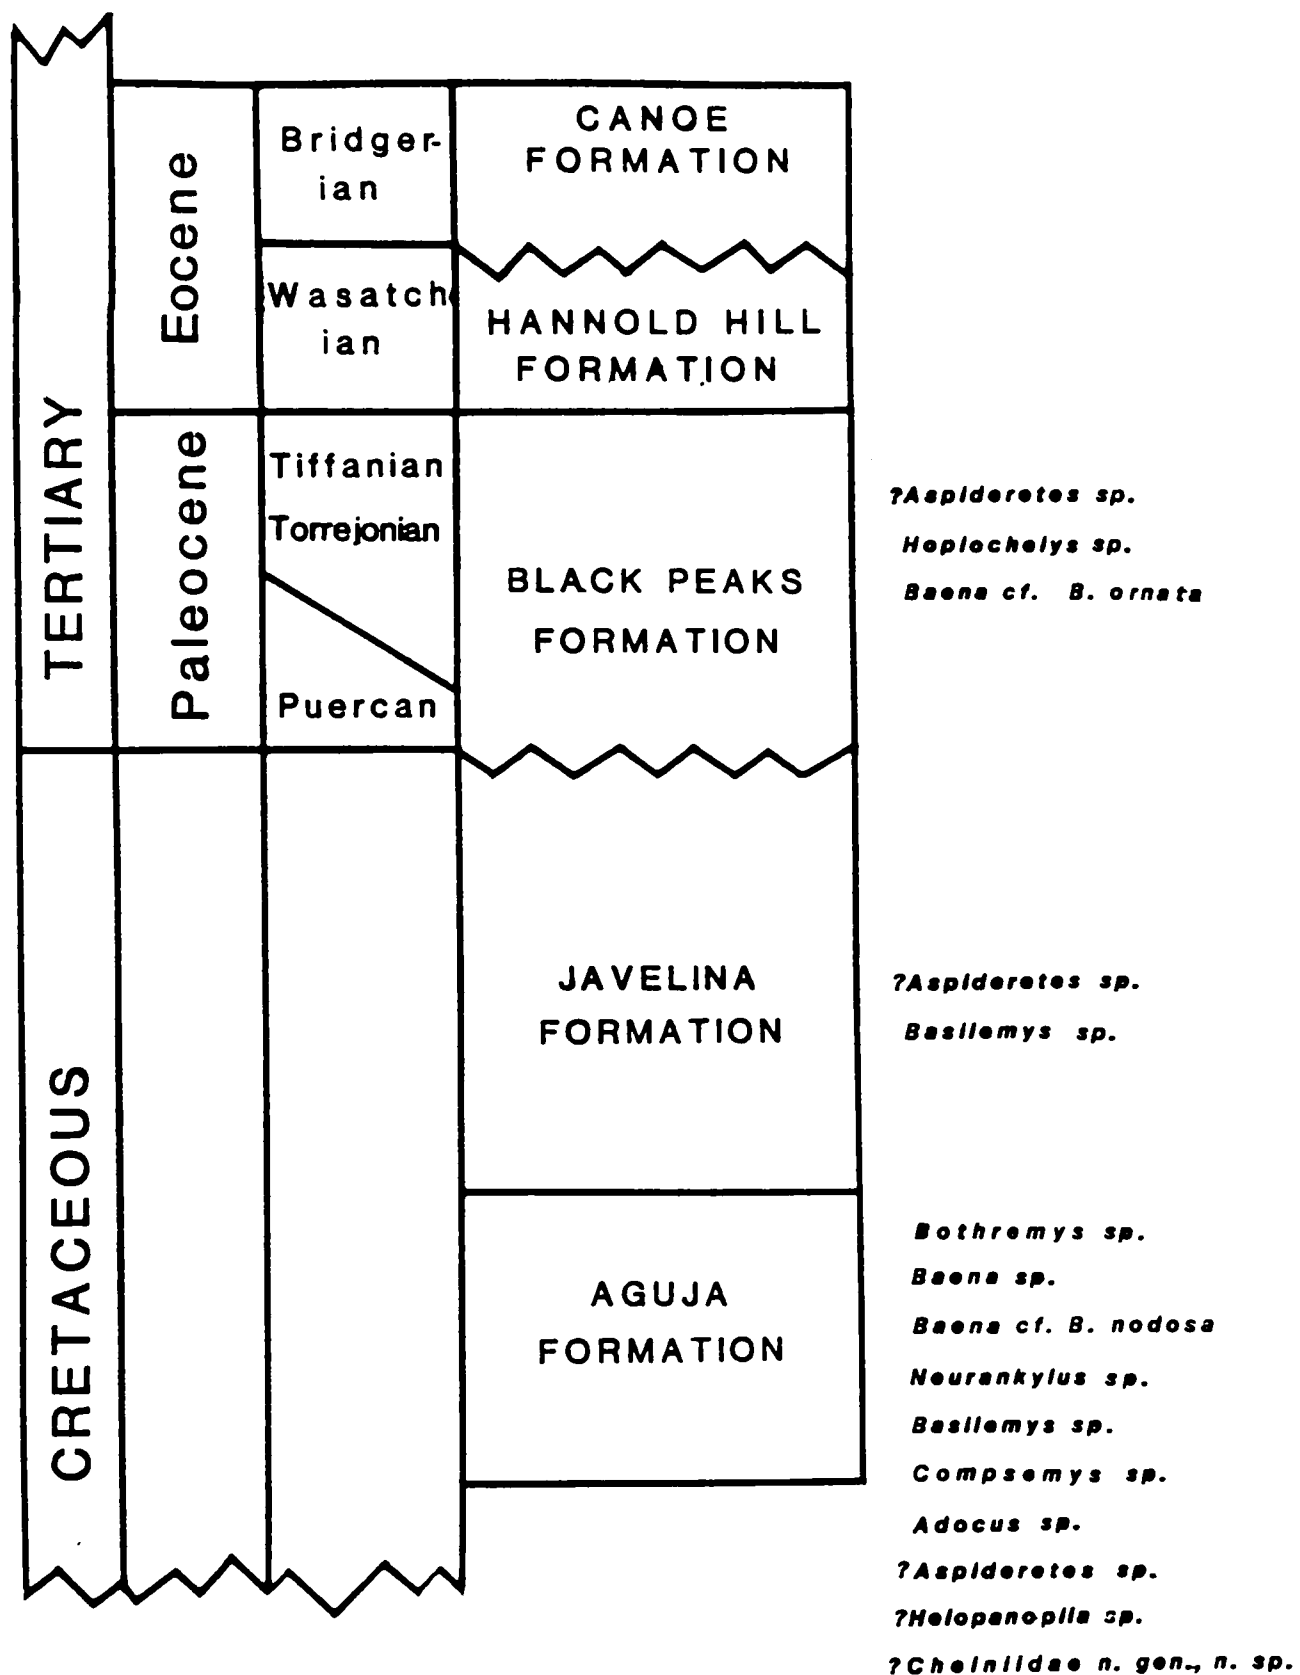 TERTIARY
CRETACEOUS
Eocene
Paleocene
Bridger-
ian
Wasatch
ian
Tiffanian
Torrejonian
Puercan
CANOE
FORMATION
HANNOLD HILL
FORMATION
BLACK PEAKS
FORMATION
JAVELINA
FORMATION
AGUJA
FORMATION
?Aspideretes sp.
Hoplochelys sp.
Baena cf. B. ornata
?Aspideretes sp.
Basilemys sp.
Bothremys sp.
Baena sp.
Baena cf. B. nodosa
Neurankylus sp.
Basilemys sp.
Compsemys sp.
Adocus sp.
?Aspideretes sp.
?Helopanoplia sp.
?Cheiniidae n. gen., n. sp.